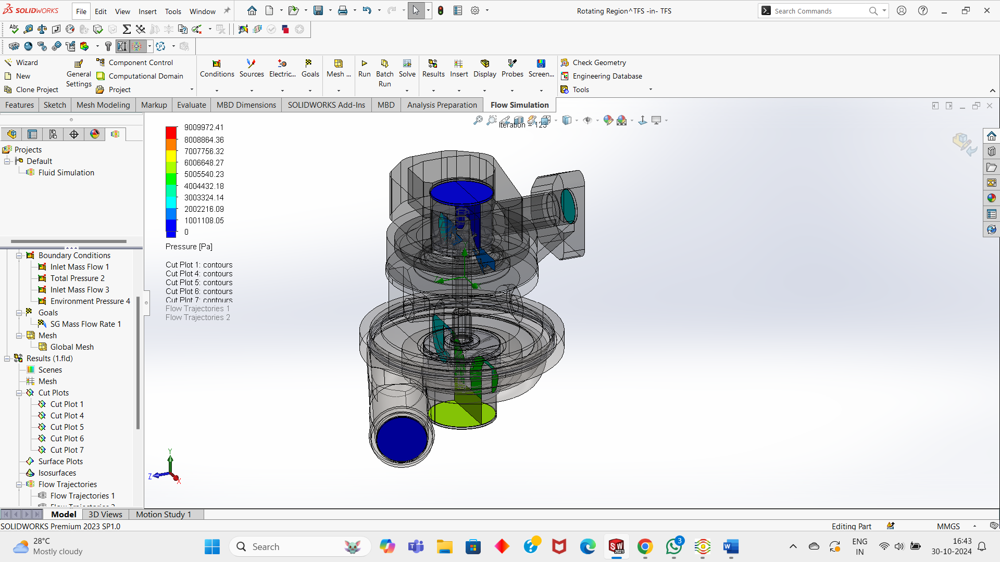 SOLIDWORKS
File Edit View Insert Tools Window
Rotating Region^TFS -in- TFS
Search Commands
Wizard
New
Clone Project
General Settings
Component Control
Computational Domain
Project
Conditions
Sources
Electric...
Goals
Mesh ...
Run
Batch Run
Solve
Results
Insert
Display
Probes
Screen...
Check Geometry
Engineering Database
Tools
Features Sketch Mesh Modeling Markup Evaluate MBD Dimensions SOLIDWORKS Add-Ins MBD Analysis Preparation Flow Simulation
Iteration = 123
Projects
Default
Fluid Simulation
Boundary Conditions
Inlet Mass Flow 1
Total Pressure 2
Inlet Mass Flow 3
Environment Pressure 4
Goals
SG Mass Flow Rate 1
Mesh
Global Mesh
Results (1.fld)
Scenes
Mesh
Cut Plots
Cut Plot 1
Cut Plot 4
Cut Plot 5
Cut Plot 6
Cut Plot 7
Surface Plots
Isosurfaces
Flow Trajectories
Flow Trajectories 1
Flow Trajectories 2
9009972.41
8008864.36
7007756.32
6006648.27
5005540.23
4004432.18
3003324.14
2002216.09
1001108.05
0
Pressure [Pa]
Cut Plot 1: contours
Cut Plot 4: contours
Cut Plot 5: contours
Cut Plot 6: contours
Cut Plot 7: contours
Flow Trajectories 1
Flow Trajectories 2
Y
Z
X
Model 3D Views Motion Study 1
SOLIDWORKS Premium 2023 SP1.0
Editing Part
MMGS
28°C
Mostly cloudy
Search
SW
2023
3
W
ENG
IN
16:43
30-10-2024